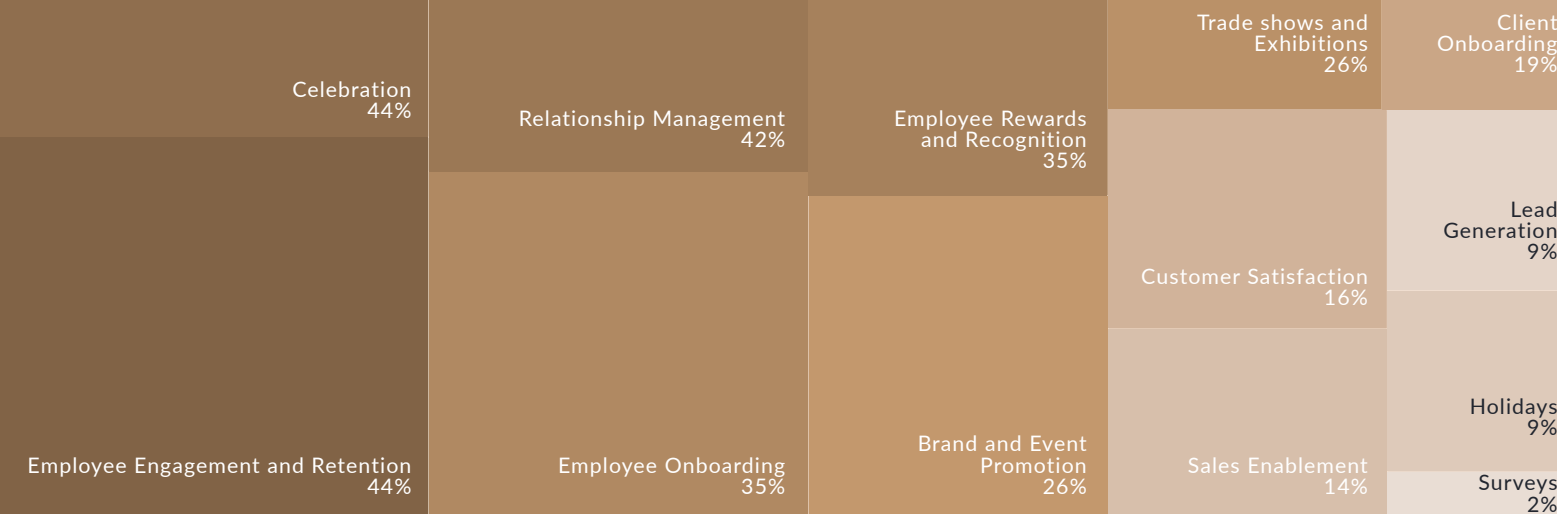 Celebration
44%
Employee Engagement and Retention
44%
Relationship Management
42%
Employee Onboarding
35%
Employee Rewards
and Recognition
35%
Brand and Event
Promotion
26%
Trade shows and
Exhibitions
26%
Client
Onboarding
19%
Customer Satisfaction
16%
Sales Enablement
14%
Lead
Generation
9%
Holidays
9%
Surveys
2%